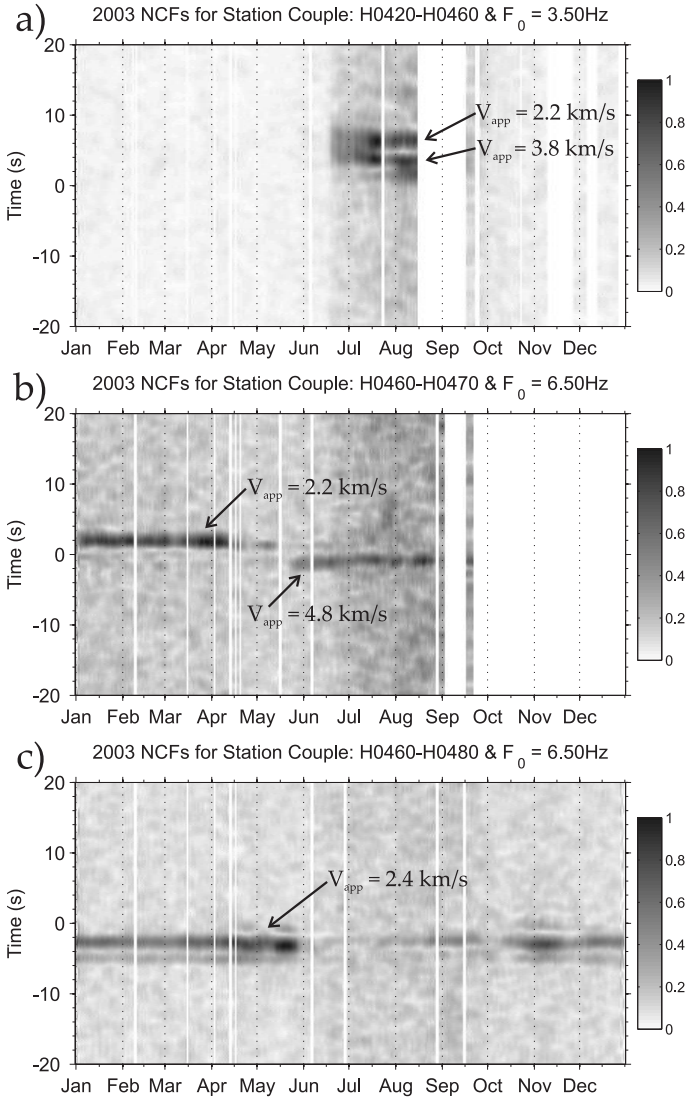 a)
2003 NCFs for Station Couple: H0420-H0460 & F0 = 3.50Hz
20
10
0
-10
-20
Time (s)
Vapp = 2.2 km/s
Vapp = 3.8 km/s
1
0.8
0.6
0.4
0.2
0
Jan Feb Mar Apr May Jun Jul Aug Sep Oct Nov Dec
b)
2003 NCFs for Station Couple: H0460-H0470 & F0 = 6.50Hz
20
10
0
-10
-20
Time (s)
Vapp = 2.2 km/s
Vapp = 4.8 km/s
1
0.8
0.6
0.4
0.2
0
Jan Feb Mar Apr May Jun Jul Aug Sep Oct Nov Dec
c)
2003 NCFs for Station Couple: H0460-H0480 & F0 = 6.50Hz
20
10
0
-10
-20
Time (s)
Vapp = 2.4 km/s
1
0.8
0.6
0.4
0.2
0
Jan Feb Mar Apr May Jun Jul Aug Sep Oct Nov Dec